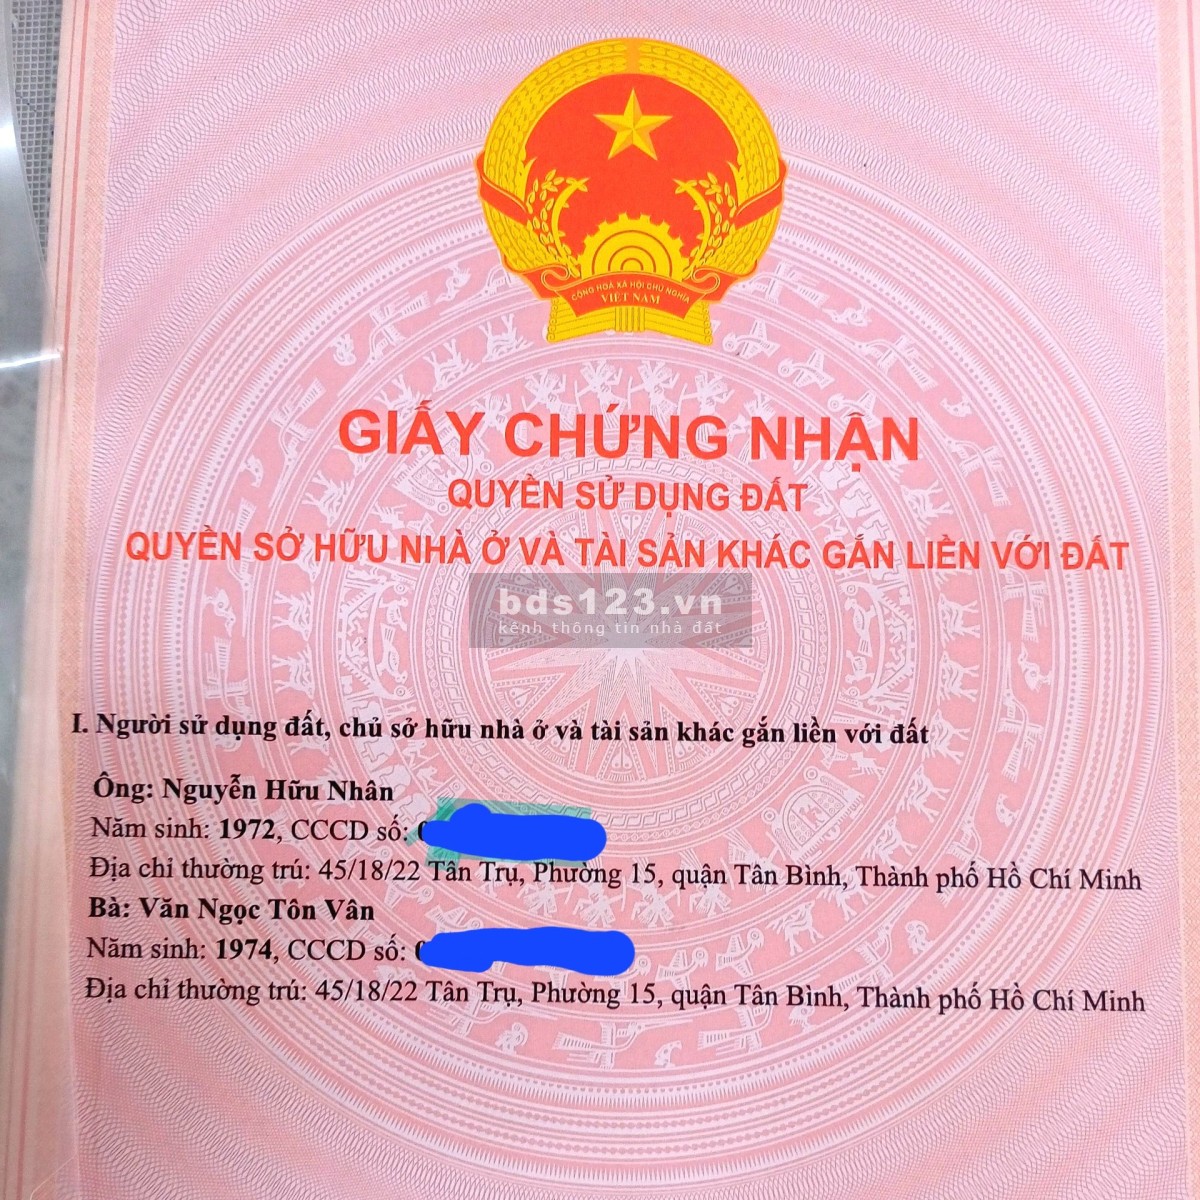 CỘNG HOÀ XÃ HỘI CHỦ NGHĨA
VIỆT NAM
GIẤY CHỨNG NHẬN
QUYỀN SỬ DỤNG ĐẤT
QUYỀN SỞ HỮU NHÀ Ở VÀ TÀI SẢN KHÁC GẮN LIỀN VỚI ĐẤT
bds123.vn
kênh thông tin nhà đất
I. Người sử dụng đất, chủ sở hữu nhà ở và tài sản khác gắn liền với đất
Ông: Nguyễn Hữu Nhân
Năm sinh: 1972, CCCD số:
Địa chỉ thường trú: 45/18/22 Tân Trụ, Phường 15, quận Tân Bình, Thành phố Hồ Chí Minh
Bà: Văn Ngọc Tôn Vân
Năm sinh: 1974, CCCD số:
Địa chỉ thường trú: 45/18/22 Tân Trụ, Phường 15, quận Tân Bình, Thành phố Hồ Chí Minh